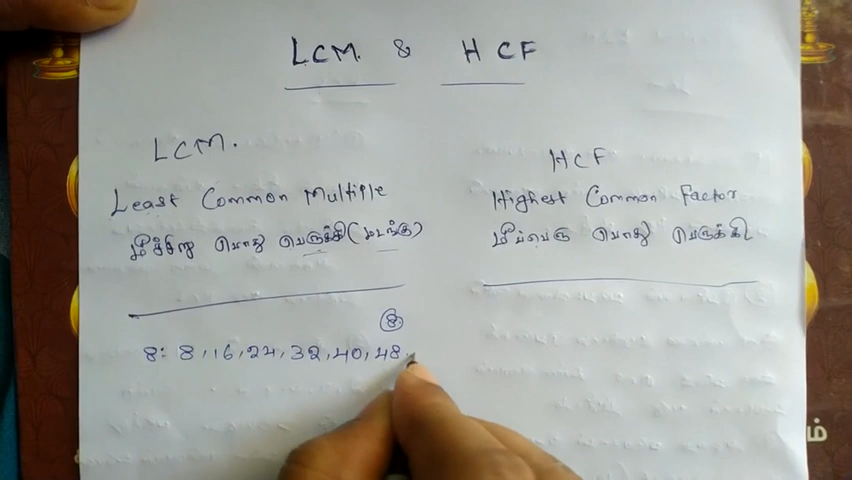 LCM & HCF
LCM.
Least Common Multiple
மீச்சிறு பொது பெருக்கி (மடங்கு)
8
8: 8, 16, 24, 32, 40, 48,
HCF
Highest Common Factor
மீப்பெரு பொது பெருக்கி
ம்